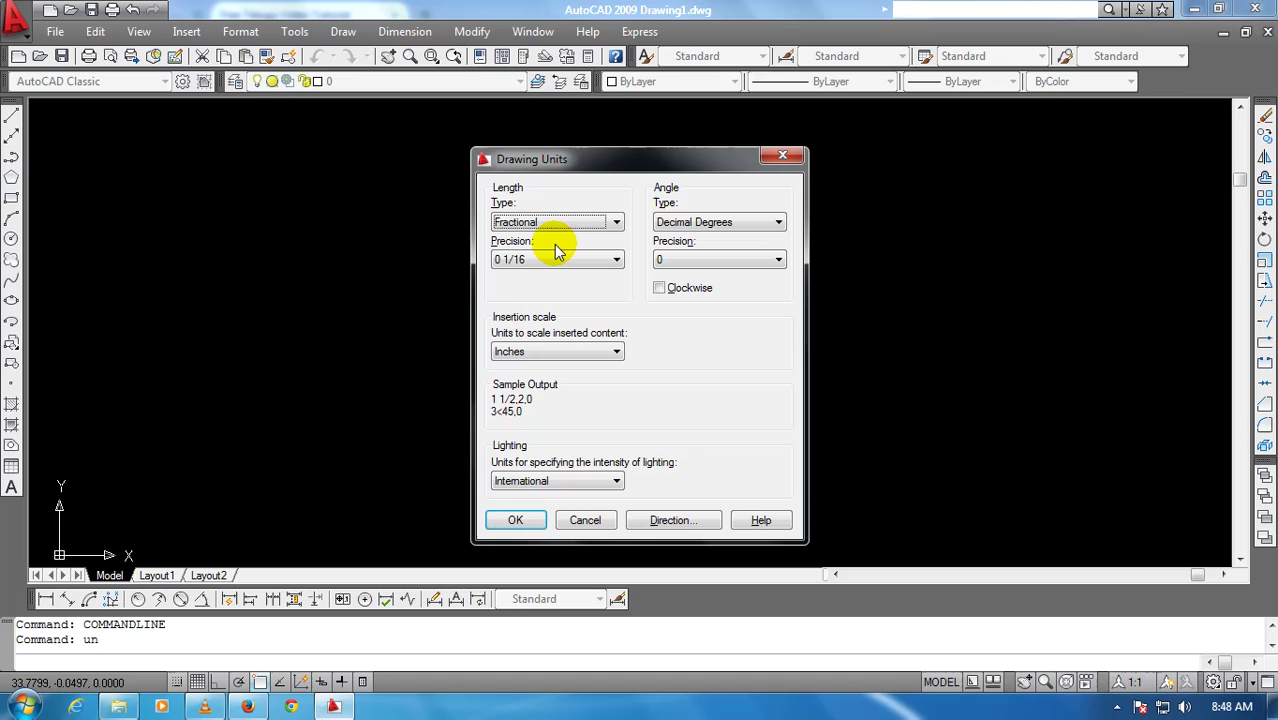 AutoCAD 2009 Drawing1.dwg
File Edit View Insert Format Tools Draw Dimension Modify Window Help Express
Standard Standard Standard Standard
AutoCAD Classic 0 ByLayer ByLayer ByLayer ByColor
Drawing Units
Length Angle
Type: Type:
Fractional Decimal Degrees
Precision: Precision:
0 1/16 0
Clockwise
Insertion scale
Units to scale inserted content:
Inches
Sample Output
1 1/2,2,0
3<45,0
Lighting
Units for specifying the intensity of lighting:
International
OK Cancel Direction... Help
Y
X
Model Layout1 Layout2
Standard
Command: COMMANDLINE
Command: un
33.7799, -0.0497, 0.0000 MODEL 1:1
8:48 AM